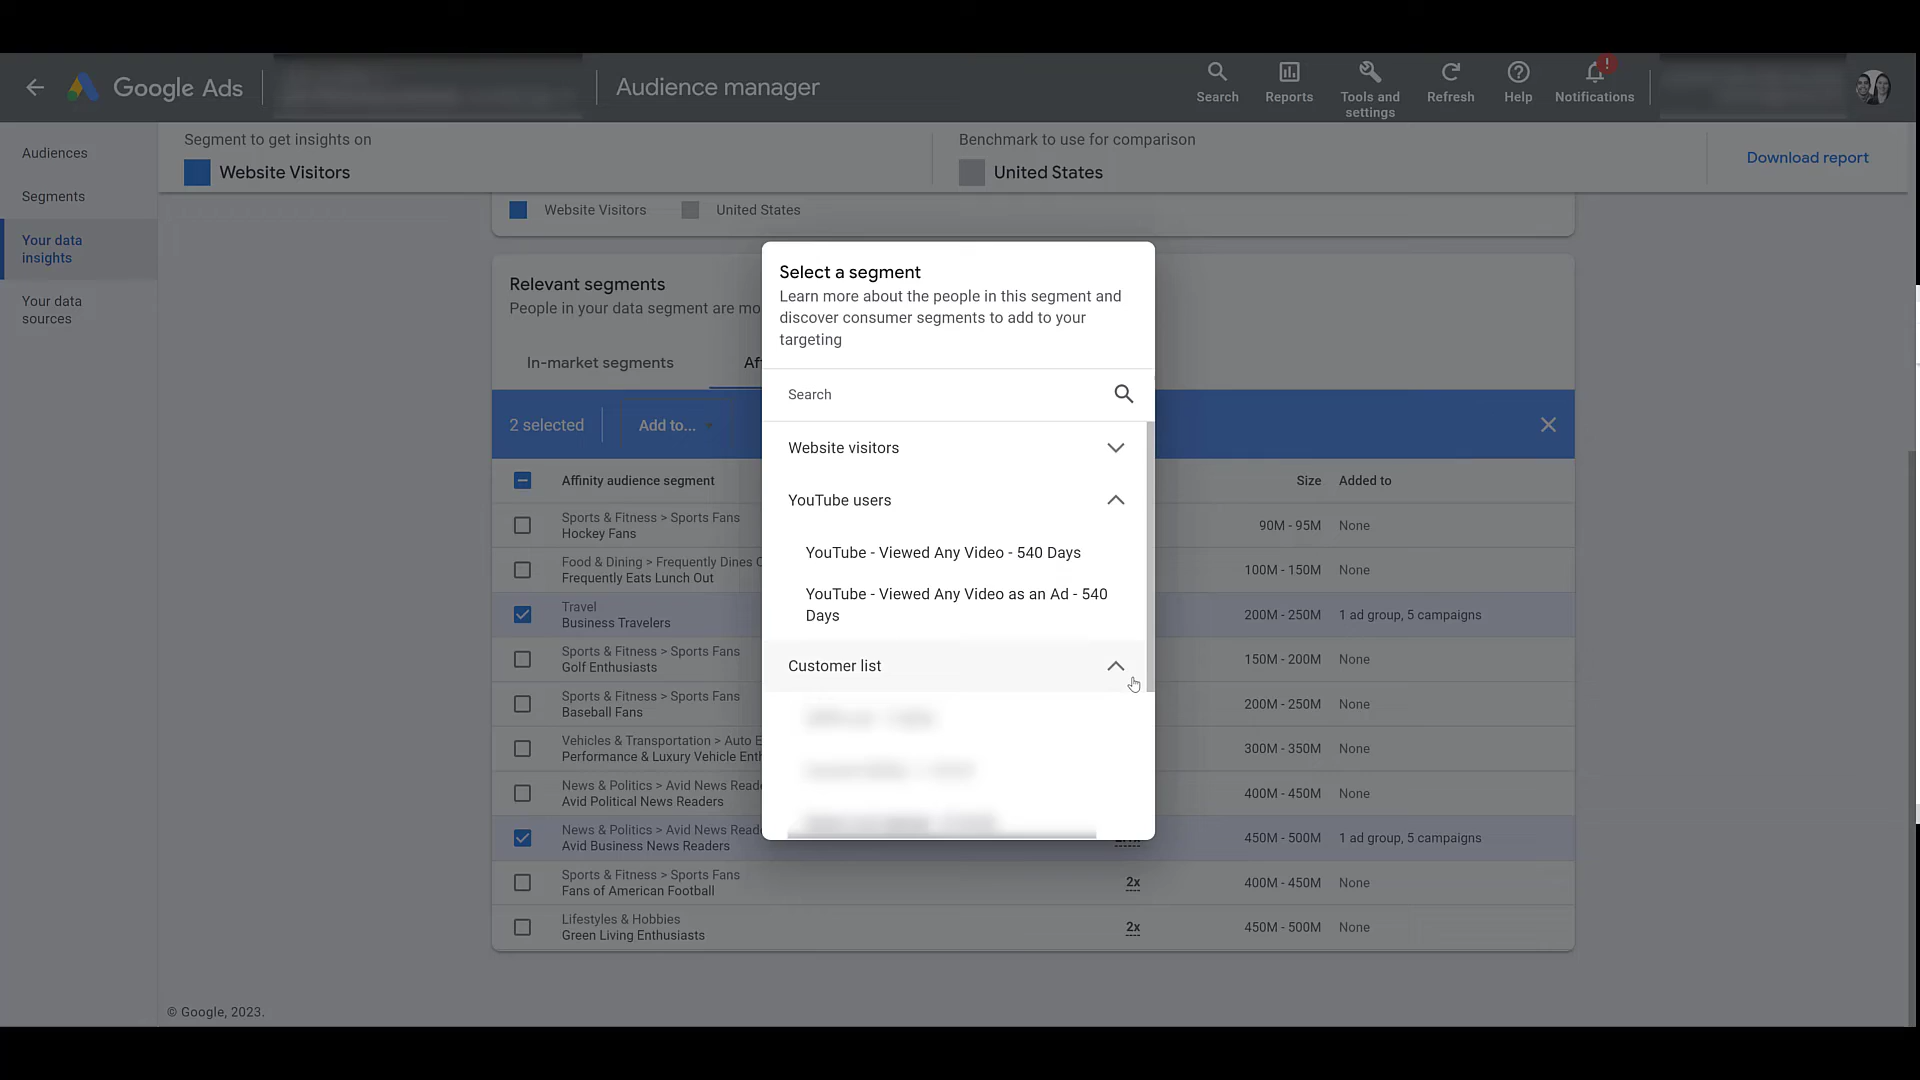 Google Ads
Audience manager
Search
Reports
Tools and
settings
Refresh
Help
Notifications
!
Audiences
Segments
Your data
insights
Your data
sources
Segment to get insights on
Website Visitors
Benchmark to use for comparison
United States
Download report
Website Visitors
United States
Relevant segments
People in your data segment are mo
In-market segments
Af
2 selected
Add to...
Affinity audience segment
Size
Added to
Sports & Fitness > Sports Fans
Hockey Fans
90M - 95M
None
Food & Dining > Frequently Dines
Frequently Eats Lunch Out
100M - 150M
None
Travel
Business Travelers
200M - 250M
1 ad group, 5 campaigns
Sports & Fitness > Sports Fans
Golf Enthusiasts
150M - 200M
None
Sports & Fitness > Sports Fans
Baseball Fans
200M - 250M
None
Vehicles & Transportation > Auto E
Performance & Luxury Vehicle Ent
300M - 350M
None
News & Politics > Avid News Read
Avid Political News Readers
400M - 450M
None
News & Politics > Avid News Read
Avid Business News Readers
450M - 500M
1 ad group, 5 campaigns
Sports & Fitness > Sports Fans
Fans of American Football
2x
400M - 450M
None
Lifestyles & Hobbies
Green Living Enthusiasts
2x
450M - 500M
None
Select a segment
Learn more about the people in this segment and
discover consumer segments to add to your
targeting
Search
Website visitors
YouTube users
YouTube - Viewed Any Video - 540 Days
YouTube - Viewed Any Video as an Ad - 540
Days
Customer list
© Google, 2023.